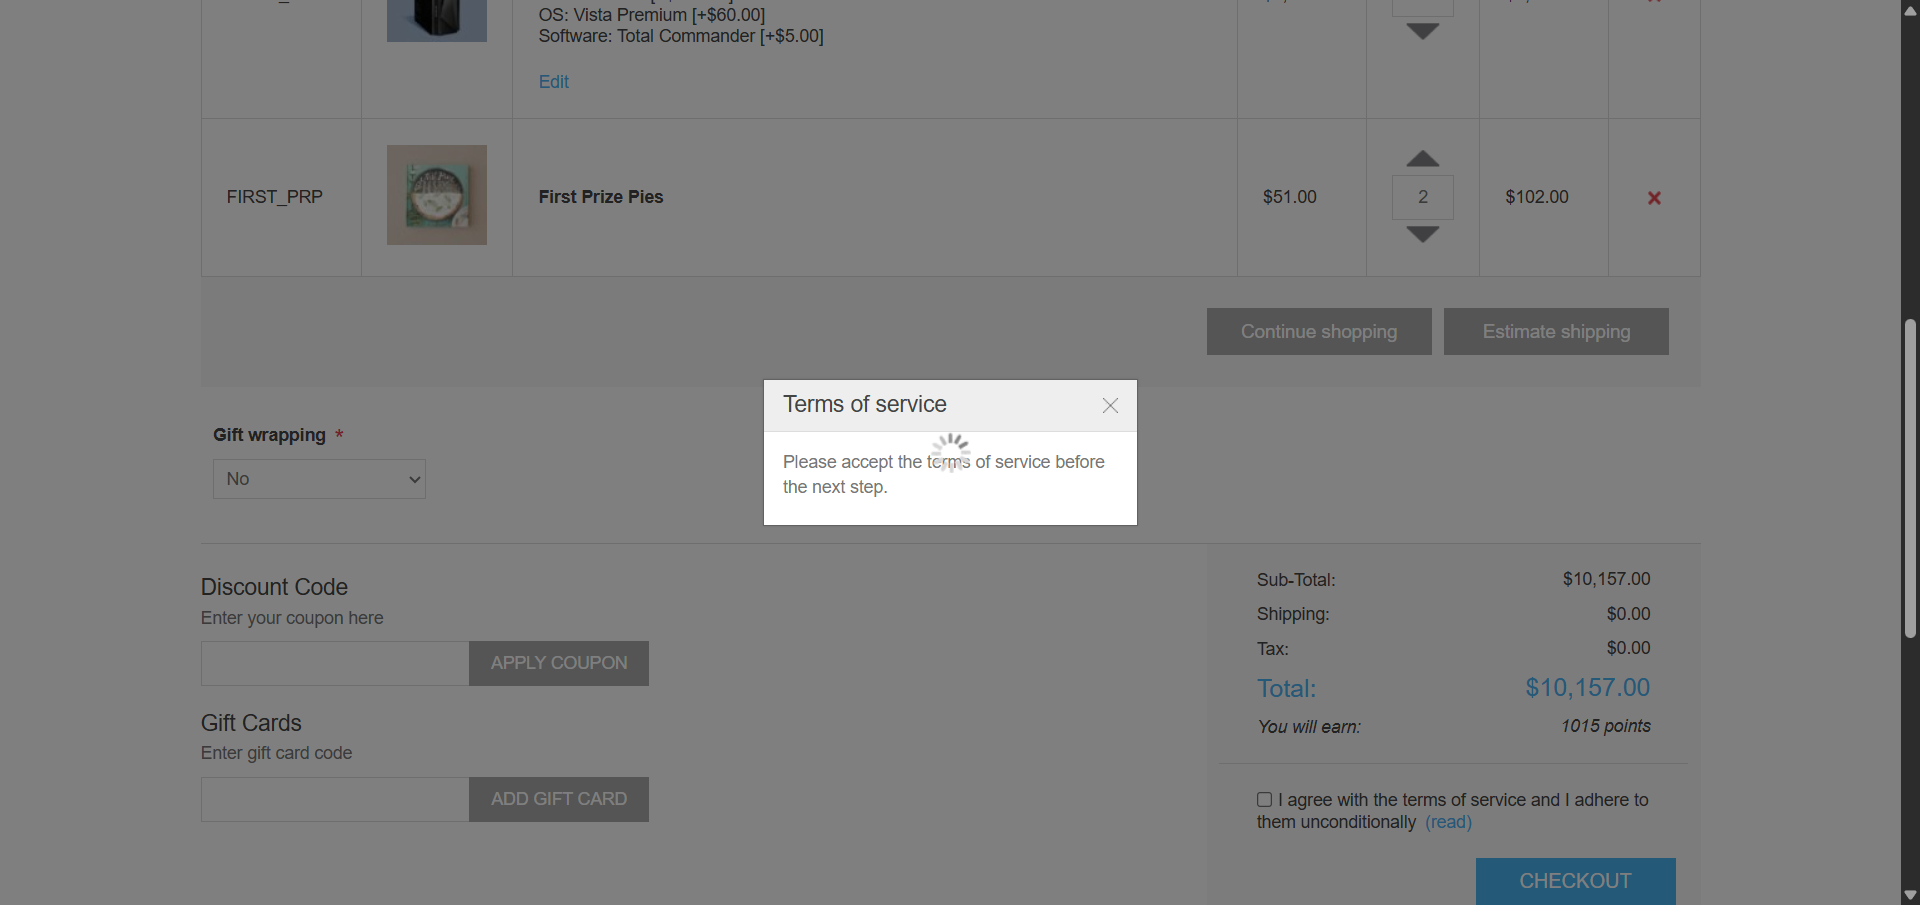 OS: Vista Premium [+$60.00]
Software: Total Commander [+$5.00]
Edit
FIRST_PRP
First Prize Pies
$51.00
2
$102.00
Continue shopping
Estimate shipping
Terms of service
Please accept the terms of service before
the next step.
Gift wrapping *
No
Discount Code
Enter your coupon here
APPLY COUPON
Gift Cards
Enter gift card code
ADD GIFT CARD
Sub-Total: $10,157.00
Shipping: $0.00
Tax: $0.00
Total: $10,157.00
You will earn: 1015 points
I agree with the terms of service and I adhere to
them unconditionally (read)
CHECKOUT